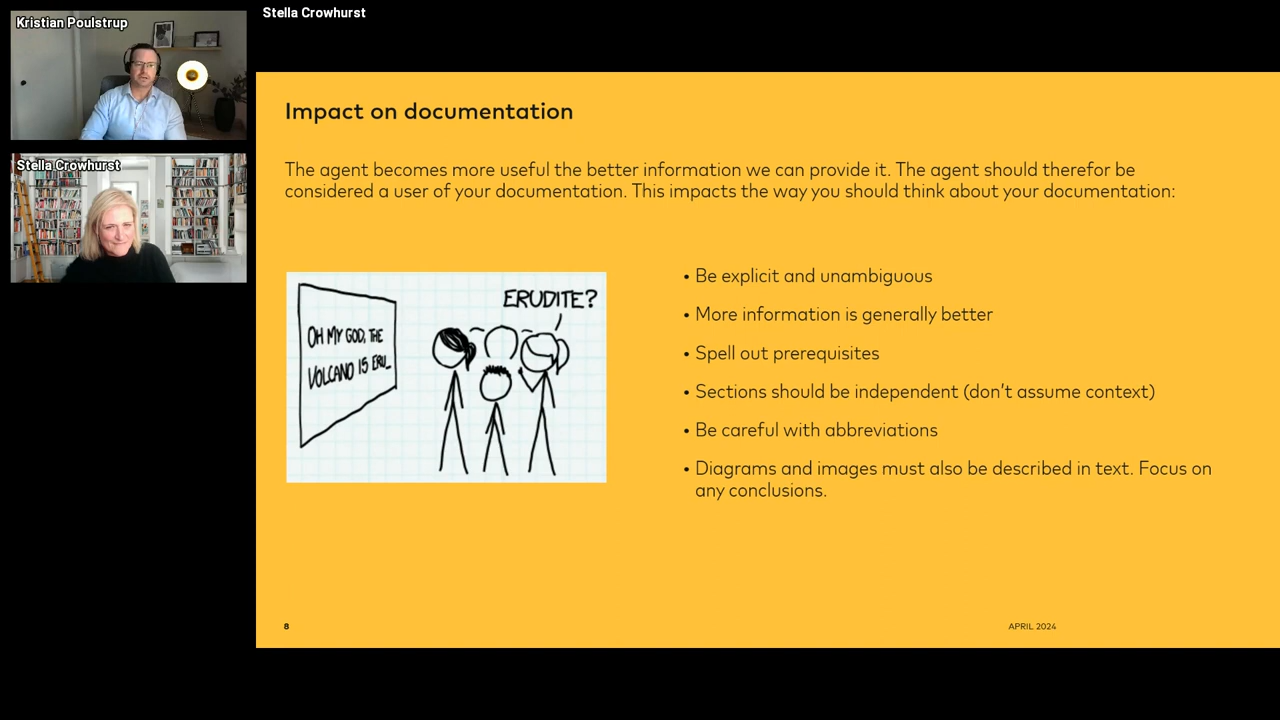 Kristian Poulstrup
Stella Crowhurst
Stella Crowhurst
Impact on documentation
The agent becomes more useful the better information we can provide it. The agent should therefor be
considered a user of your documentation. This impacts the way you should think about your documentation:
OH MY GOD, THE
VOLCANO IS ERU_
ERUDITE?
• Be explicit and unambiguous
• More information is generally better
• Spell out prerequisites
• Sections should be independent (don't assume context)
• Be careful with abbreviations
• Diagrams and images must also be described in text. Focus on
any conclusions.
8
APRIL 2024